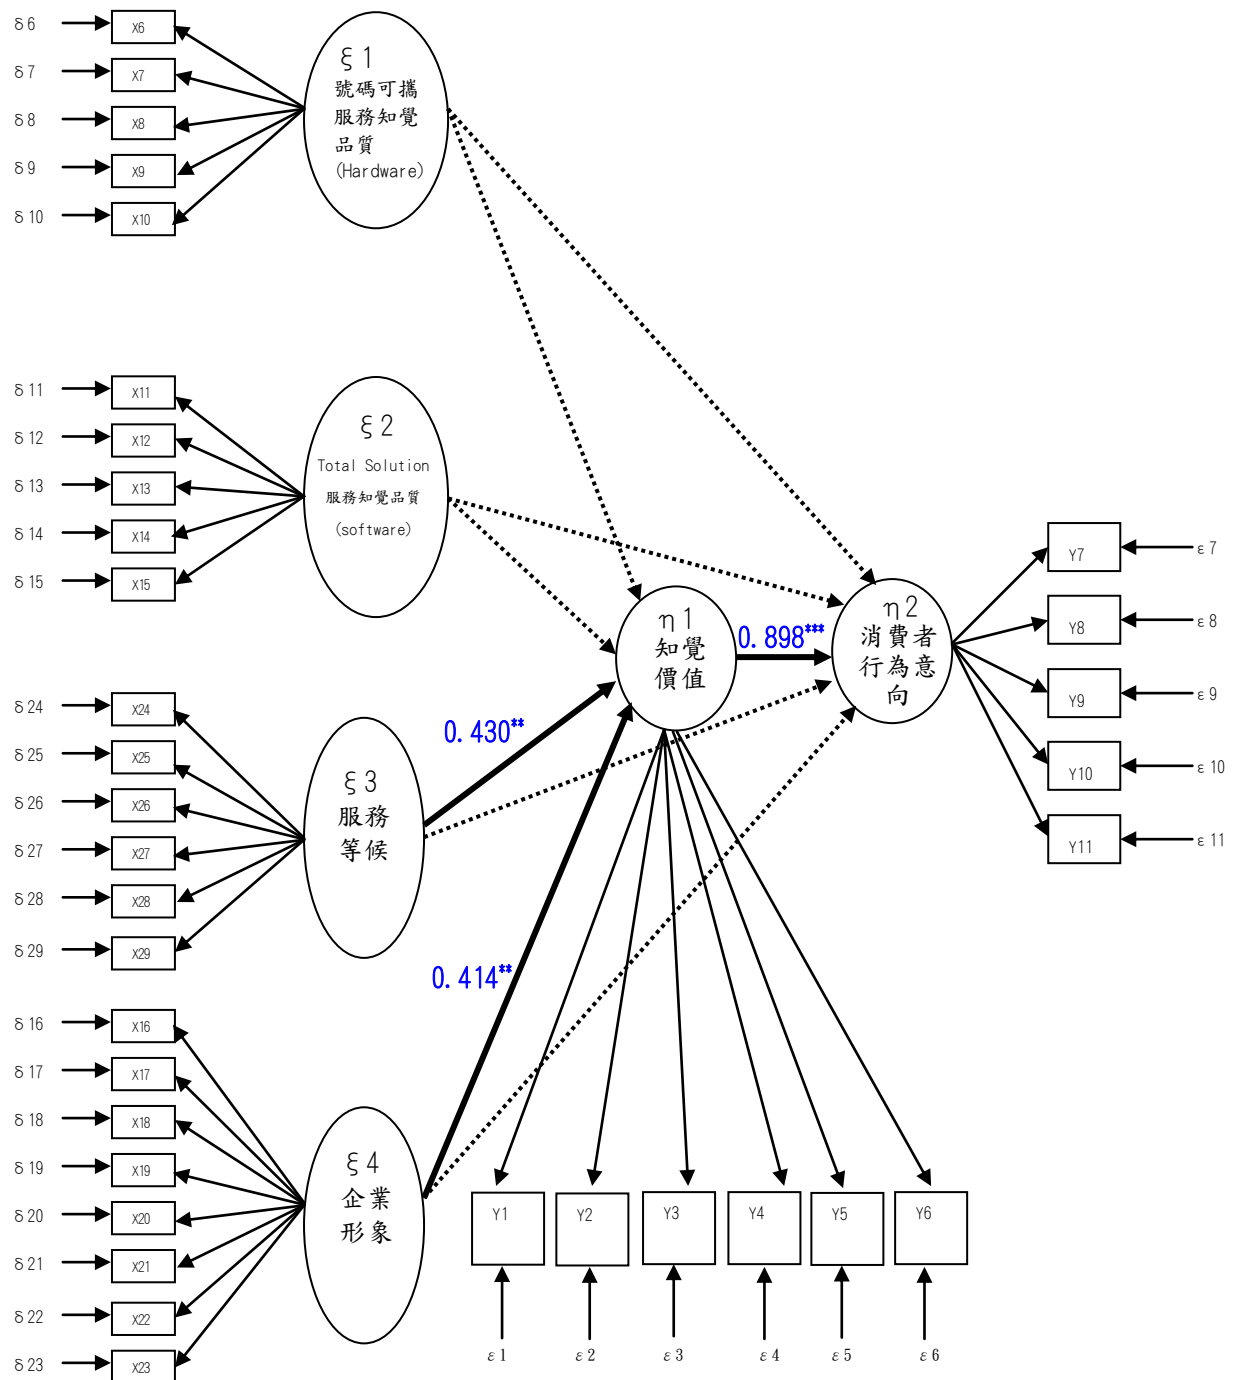 δ6
X6
δ7
X7
δ8
X8
δ9
X9
δ10
X10
ξ1
號碼可攜
服務知覺
品質
(Hardware)
δ11
X11
δ12
X12
δ13
X13
δ14
X14
δ15
X15
ξ2
Total Solution
服務知覺品質
(software)
η1
知覺
價值
0.898***
η2
消費者
行為意
向
Y7
ε7
Y8
ε8
Y9
ε9
Y10
ε10
Y11
ε11
δ24
X24
δ25
X25
δ26
X26
δ27
X27
δ28
X28
δ29
X29
ξ3
服務
等候
0.430**
0.414**
δ16
X16
δ17
X17
δ18
X18
δ19
X19
δ20
X20
δ21
X21
δ22
X22
δ23
X23
ξ4
企業
形象
Y1
Y2
Y3
Y4
Y5
Y6
ε1
ε2
ε3
ε4
ε5
ε6